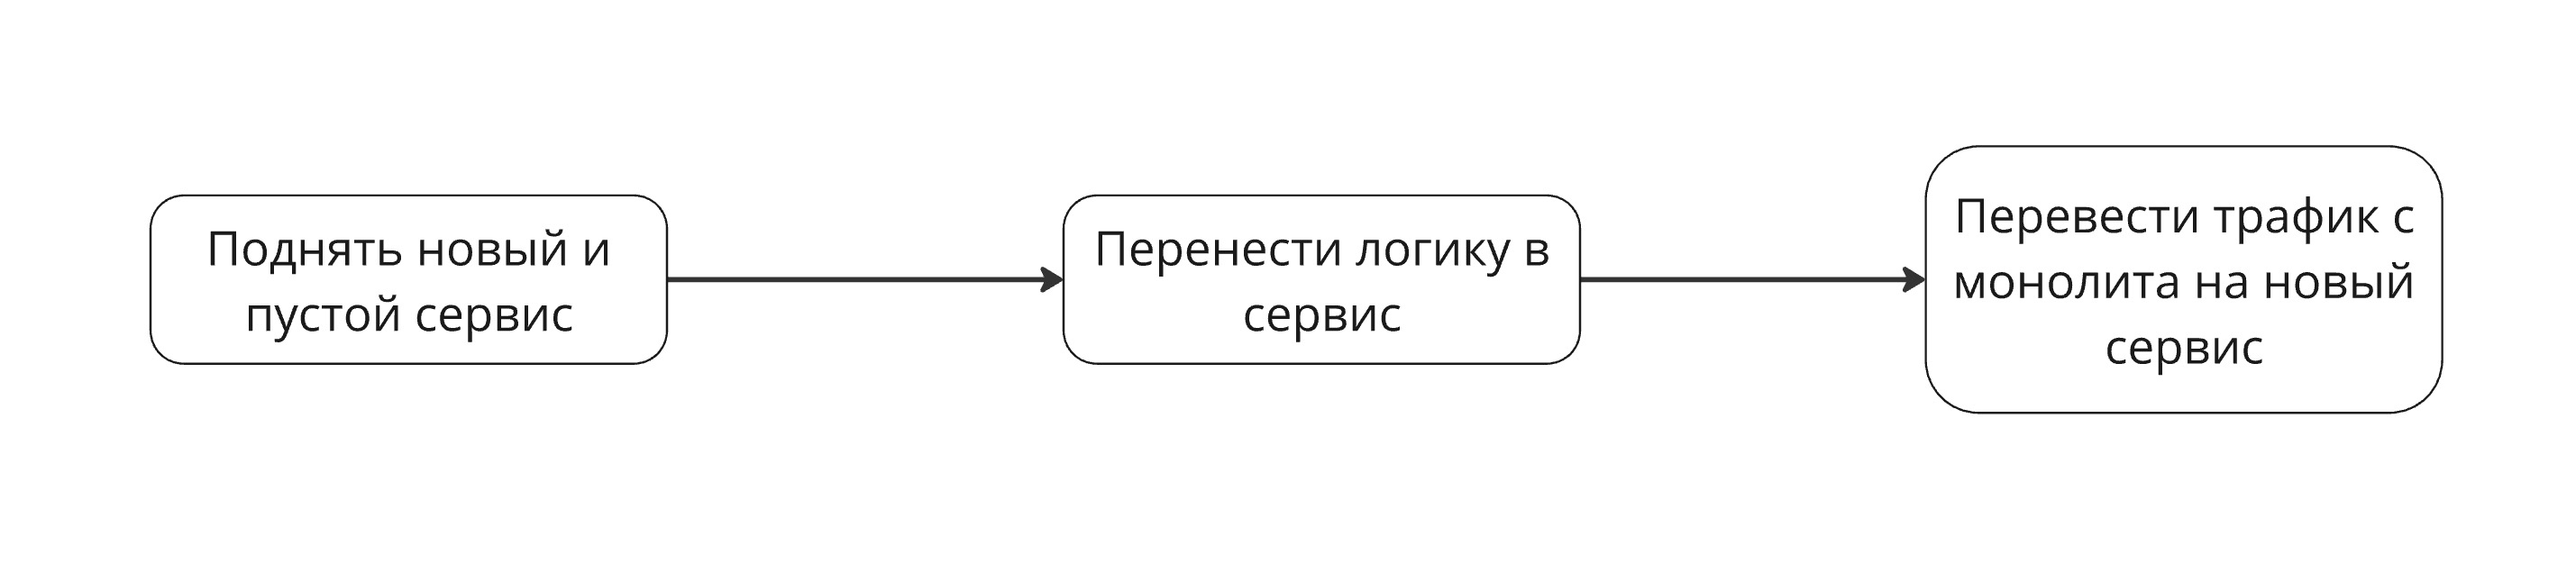 Поднять новый и
пустой сервис
Перенести логику в
сервис
Перевести трафик с
монолита на новый
сервис